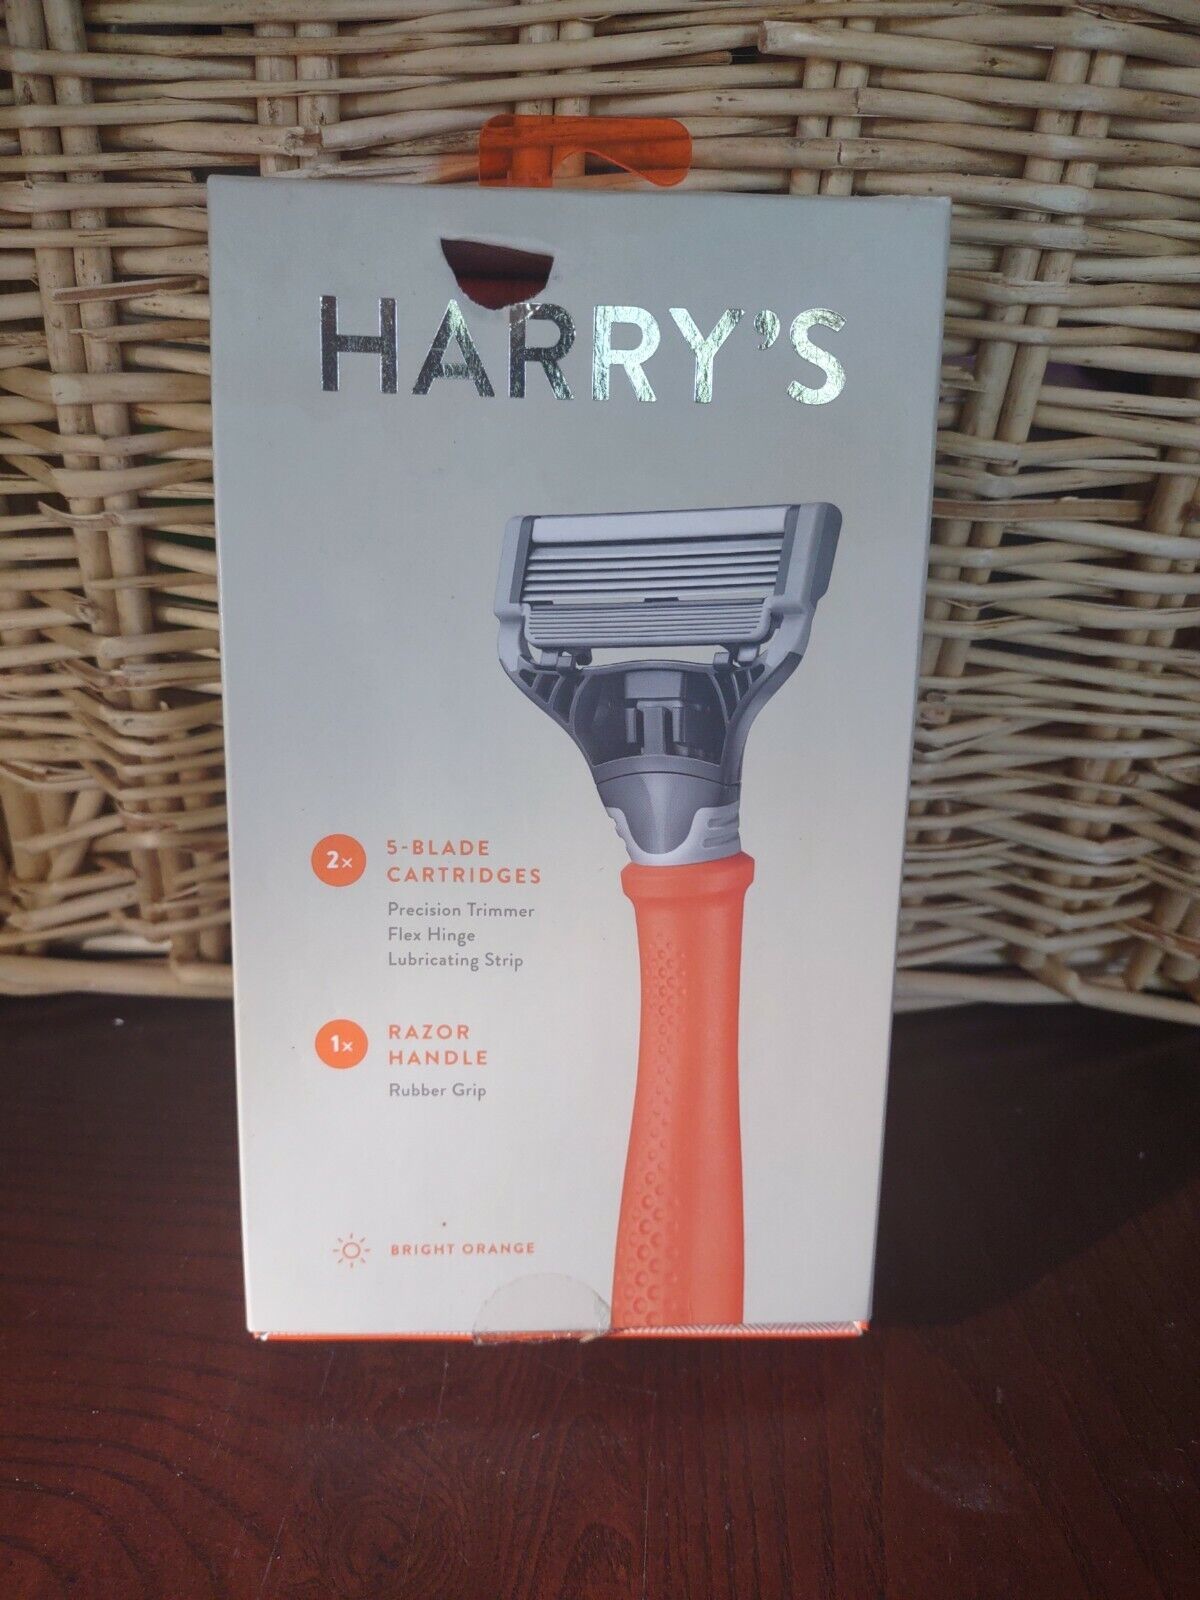 HARRY'S
2x
5-BLADE
CARTRIDGES
Precision Trimmer
Flex Hinge
Lubricating Strip
1x
RAZOR
HANDLE
Rubber Grip
BRIGHT ORANGE